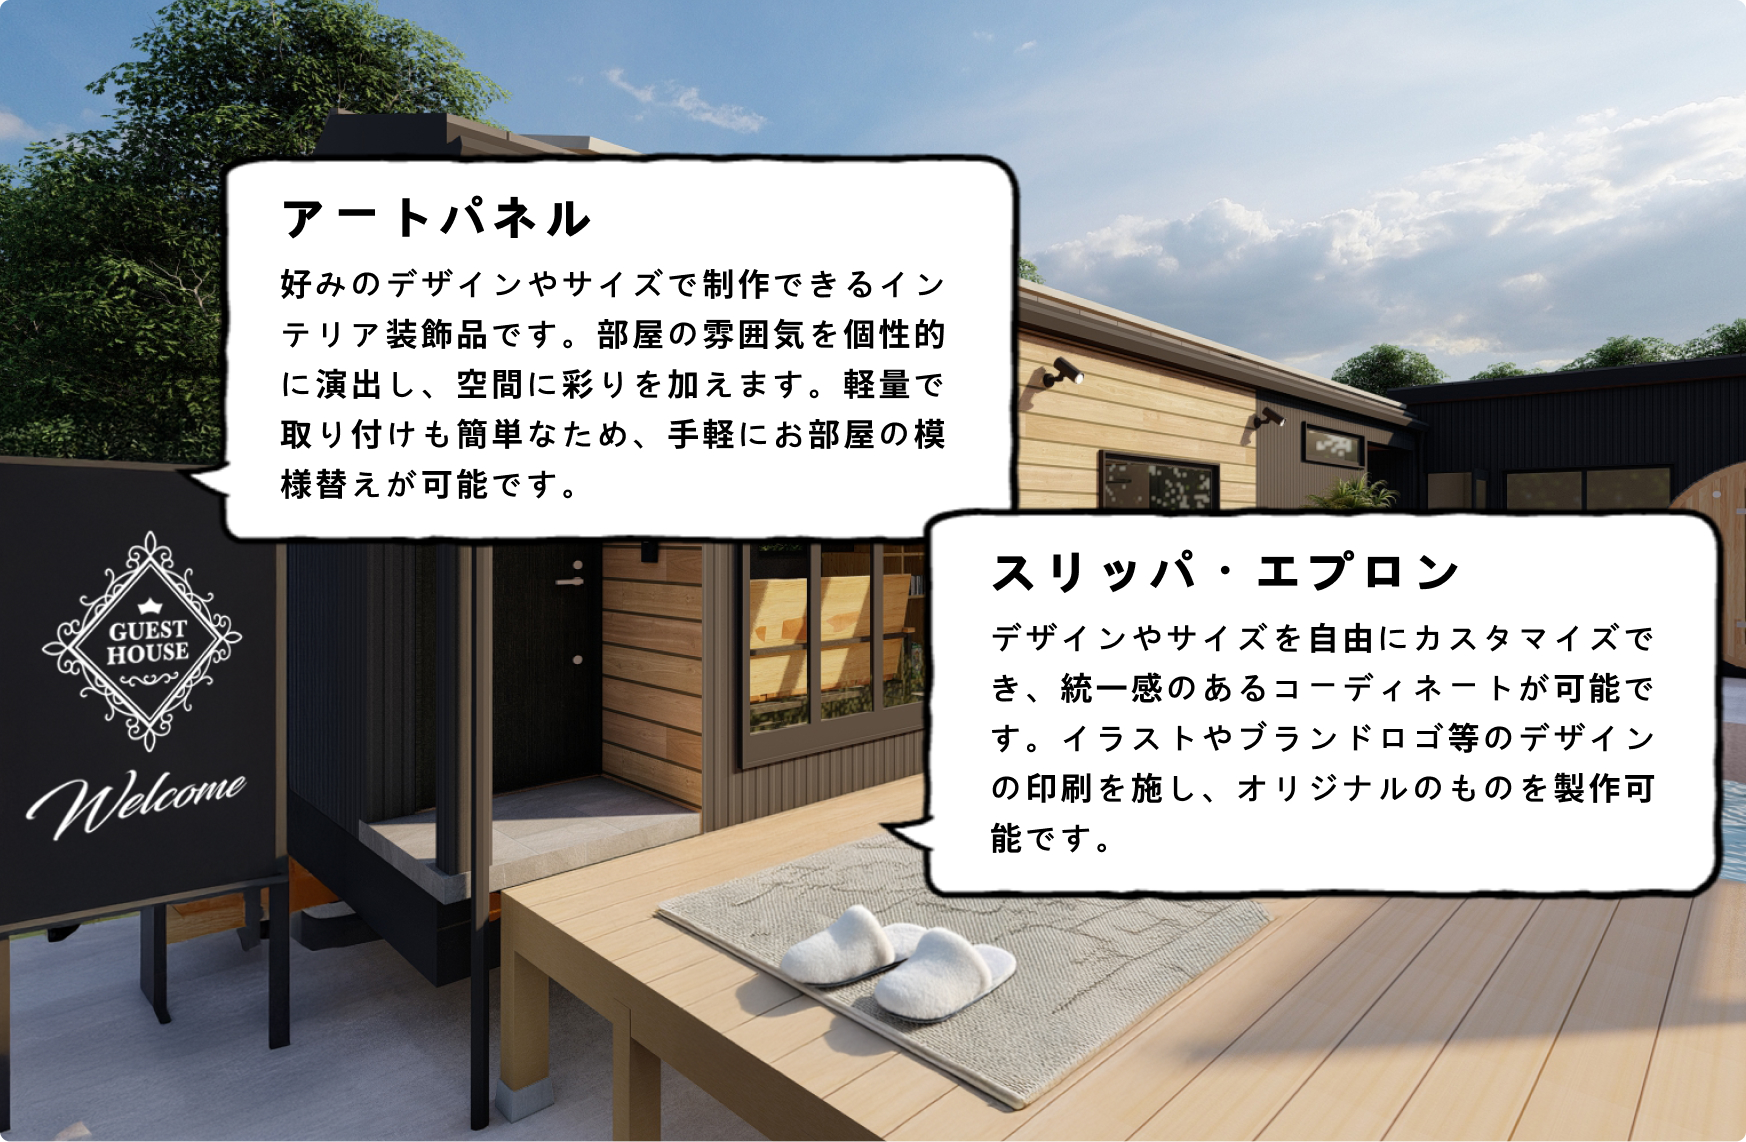 アートパネル
好みのデザインやサイズで制作できるイン
テリア装飾品です。部屋の雰囲気を個性的
に演出し、空間に彩りを加えます。軽量で
取り付けも簡単なため、手軽にお部屋の模
様替えが可能です。
スリッパ・エプロン
デザインやサイズを自由にカスタマイズで
き、統一感のあるコーディネートが可能で
す。イラストやブランドロゴ等のデザイン
の印刷を施し、オリジナルのものを製作可
能です。
GUEST
HOUSE
Welcome